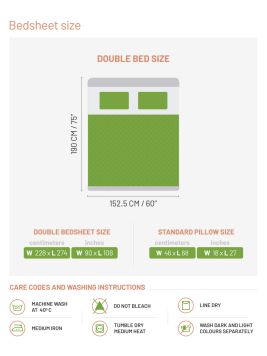 Bedsheet size
DOUBLE BED SIZE
190 CM / 75"
152.5 CM / 60"
DOUBLE BEDSHEET SIZE
centimeters inches
W 228 x L 274 W 90 x L 108
STANDARD PILLOW SIZE
centimeters inches
W 46 x L 68 W 18 x L 27
CARE CODES AND WASHING INSTRUCTIONS
MACHINE WASH
AT 40°C
DO NOT BLEACH
LINE DRY
MEDIUM IRON
TUMBLE DRY
MEDIUM HEAT
WASH DARK AND LIGHT
COLOURS SEPARATELY